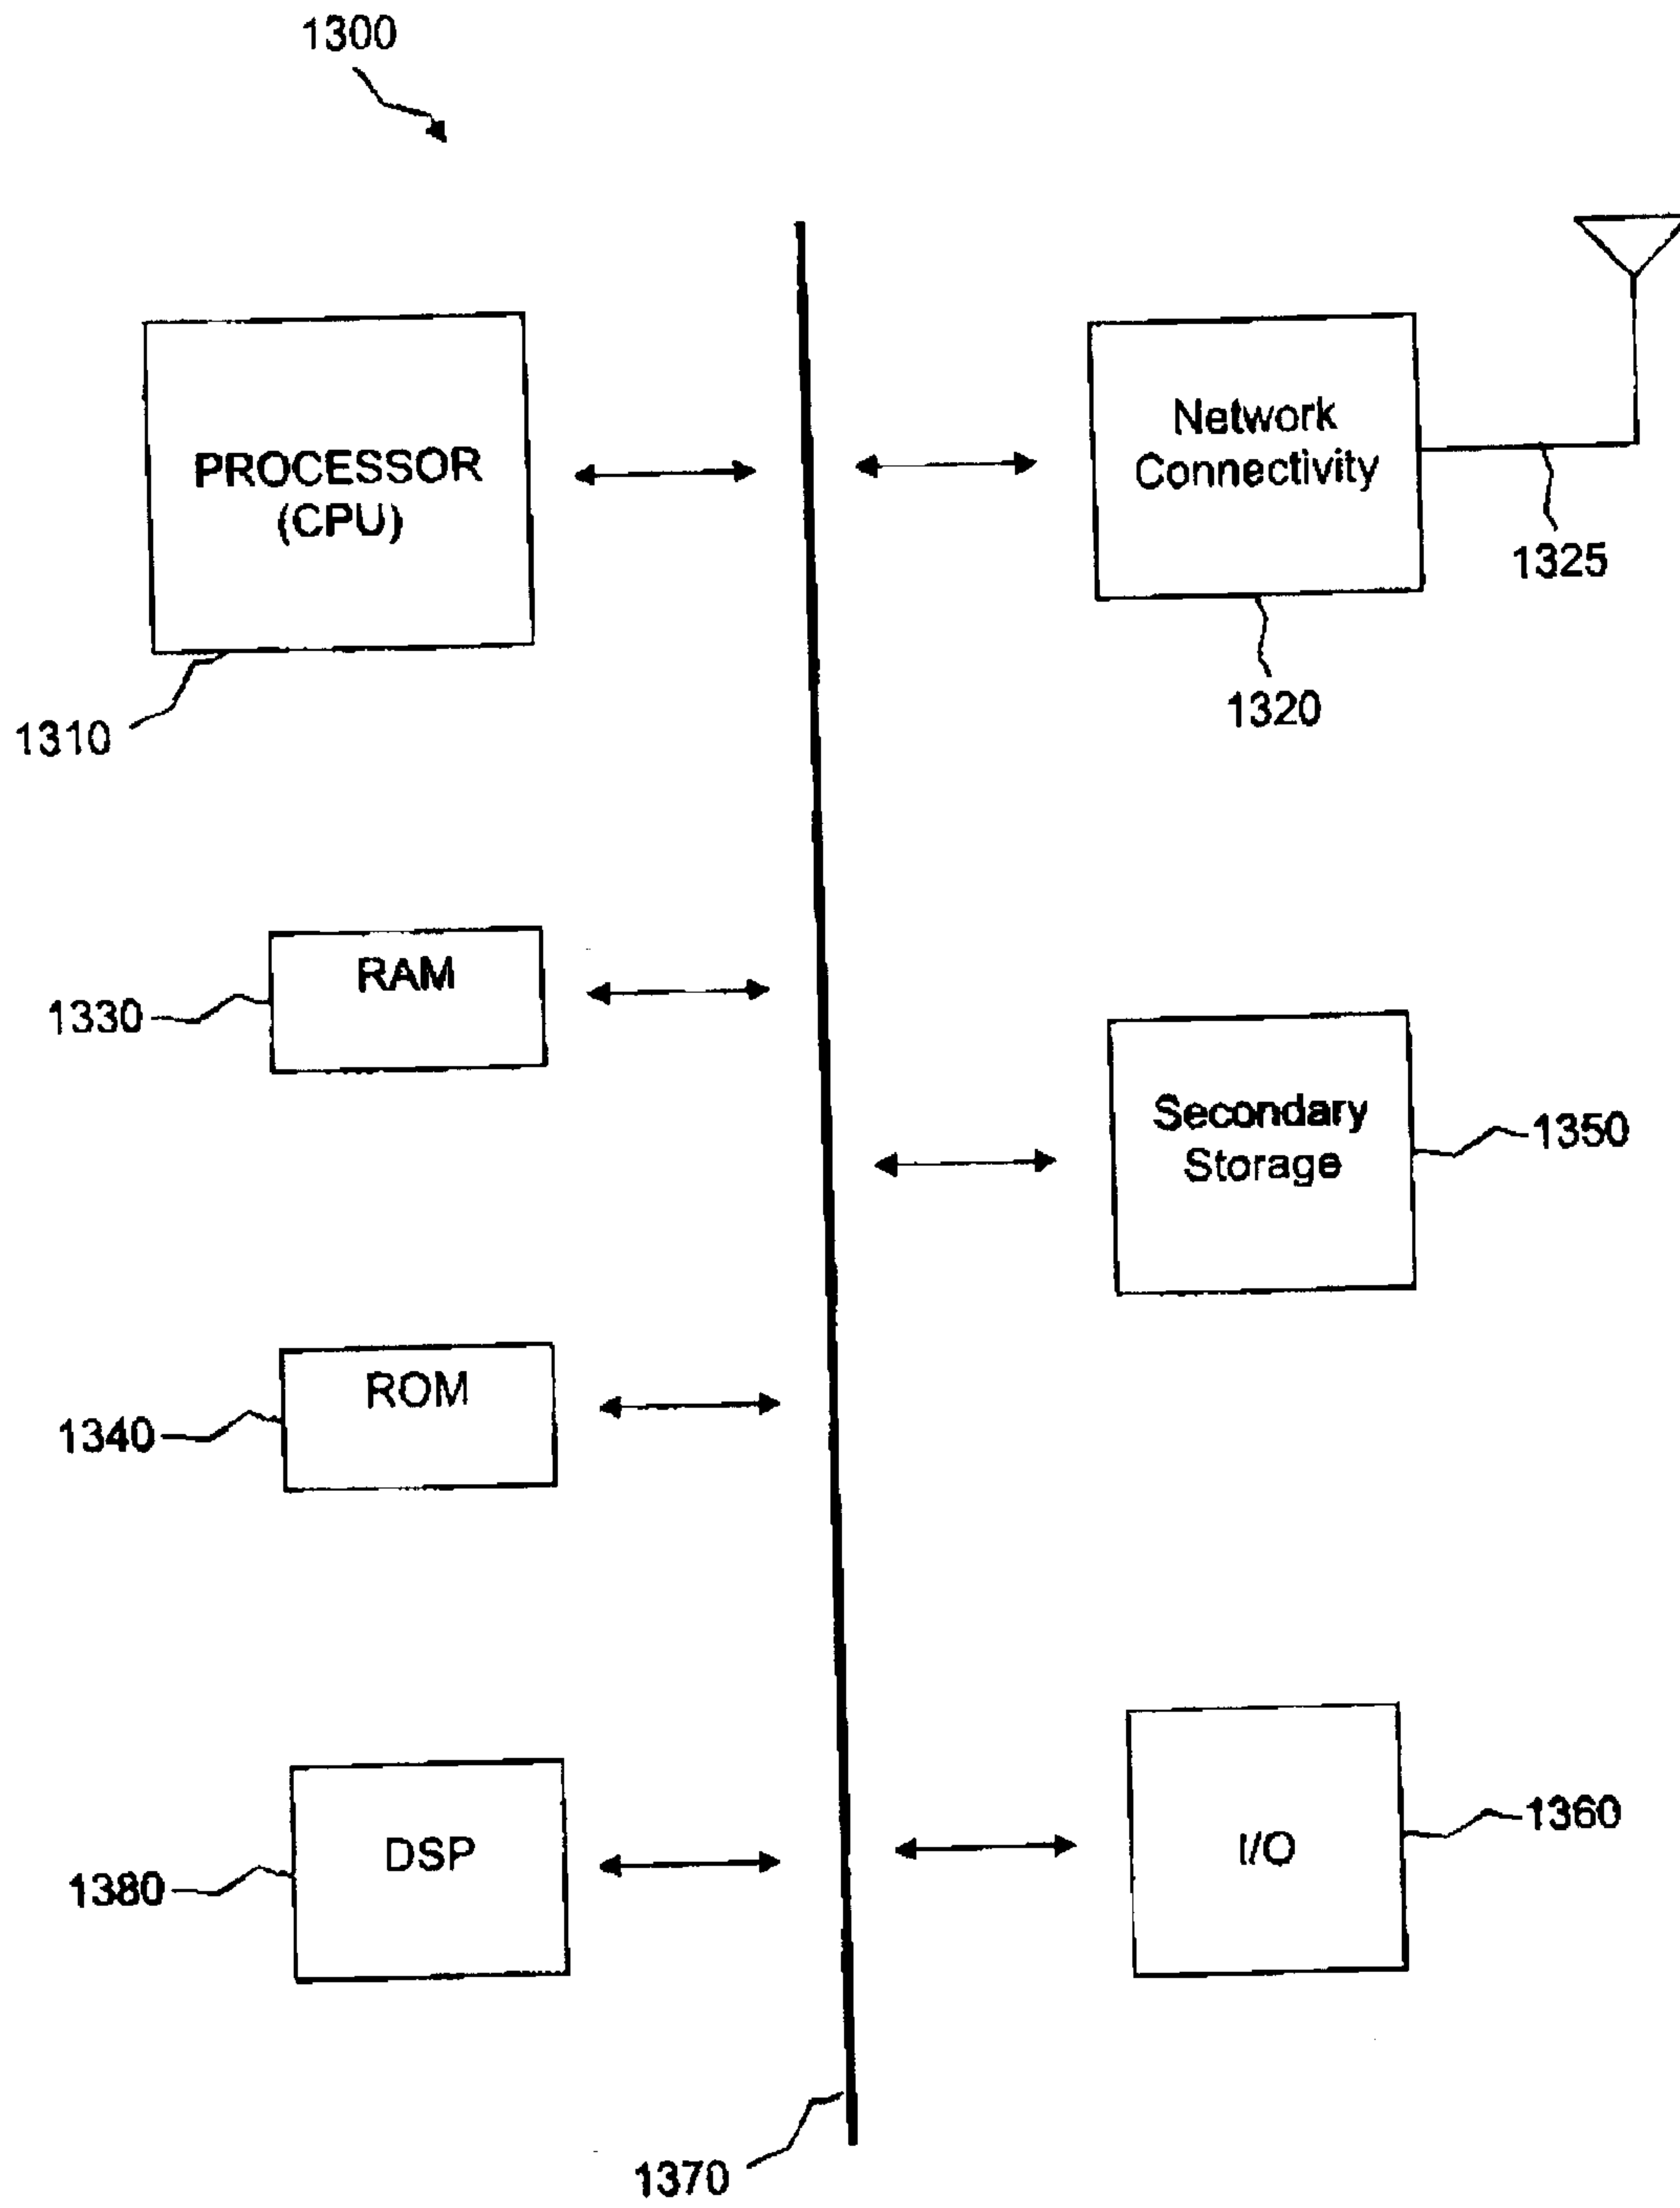 1300
PROCESSOR
(CPU)
1310
Network
Connectivity
1325
1320
RAM
1330
Secondary
Storage
1350
ROM
1340
DSP
1380
I/O
1360
1370